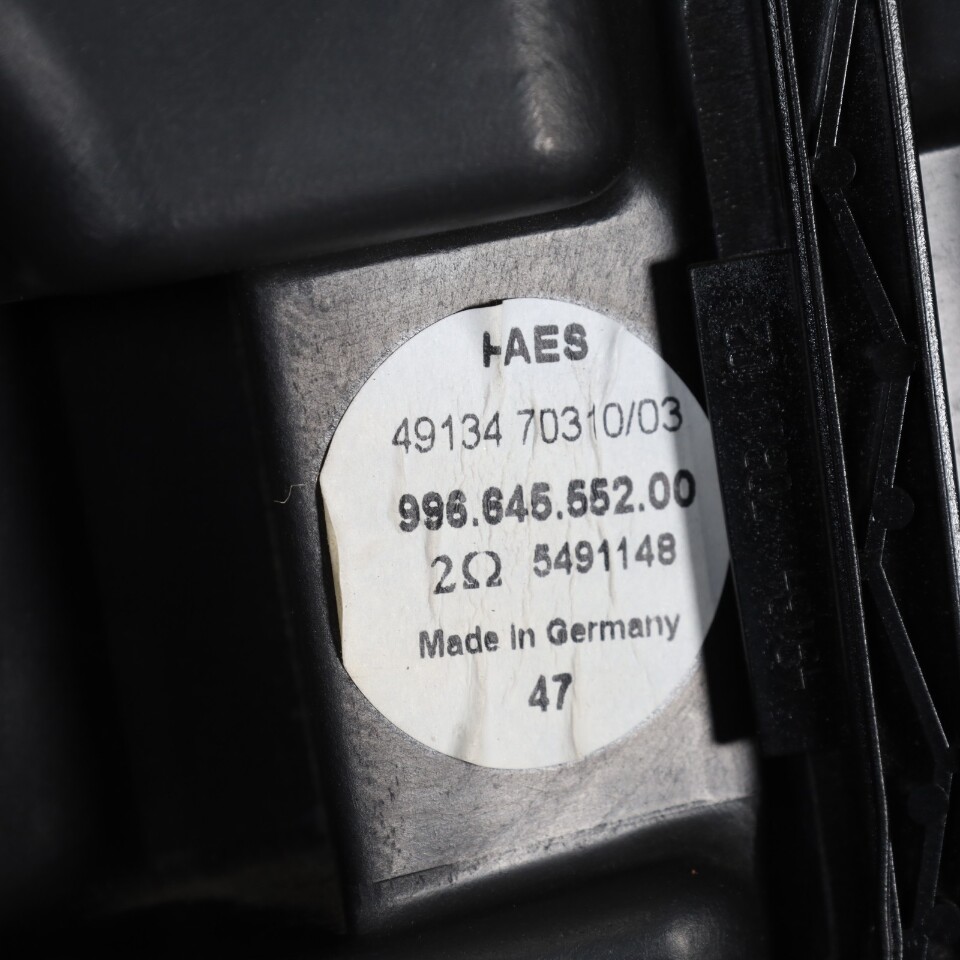 HAES
49134 70310/03
996.645.552.00
2Ω 5491148
Made in Germany
47